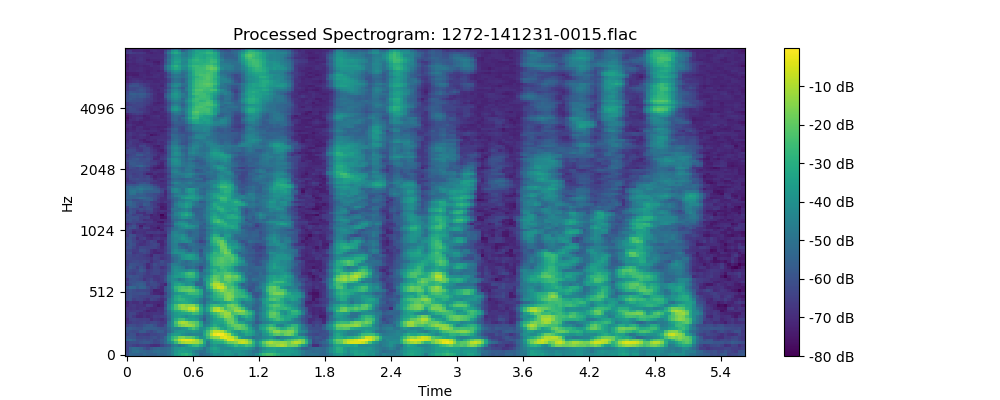 Processed Spectrogram: 1272-141231-0015.flac
Hz
4096
2048
1024
512
0
0 0.6 1.2 1.8 2.4 3 3.6 4.2 4.8 5.4
Time
-10 dB
-20 dB
-30 dB
-40 dB
-50 dB
-60 dB
-70 dB
-80 dB